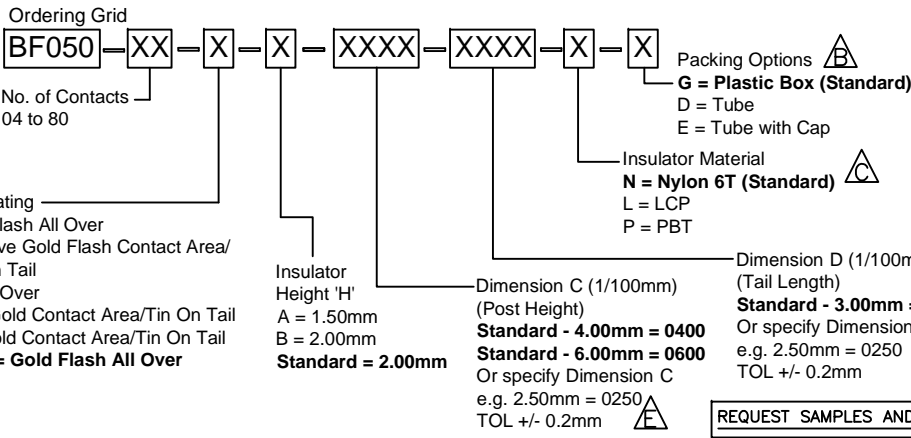 Ordering Grid
BF050 - XX - X - X - XXXX - XXXX - X - X
No. of Contacts
04 to 80
ating
lash All Over
ve Gold Flash Contact Area/
Tail
Over
old Contact Area/Tin On Tail
old Contact Area/Tin On Tail
= Gold Flash All Over
Insulator
Height 'H'
A = 1.50mm
B = 2.00mm
Standard = 2.00mm
Dimension C (1/100mm)
(Post Height)
Standard - 4.00mm = 0400
Standard - 6.00mm = 0600
Or specify Dimension C
e.g. 2.50mm = 0250
TOL +/- 0.2mm
E
Dimension D (1/100m
(Tail Length)
Standard - 3.00mm =
Or specify Dimension
e.g. 2.50mm = 0250
TOL +/- 0.2mm
Insulator Material
N = Nylon 6T (Standard)
C
L = LCP
P = PBT
Packing Options
B
G = Plastic Box (Standard)
D = Tube
E = Tube with Cap
REQUEST SAMPLES AND